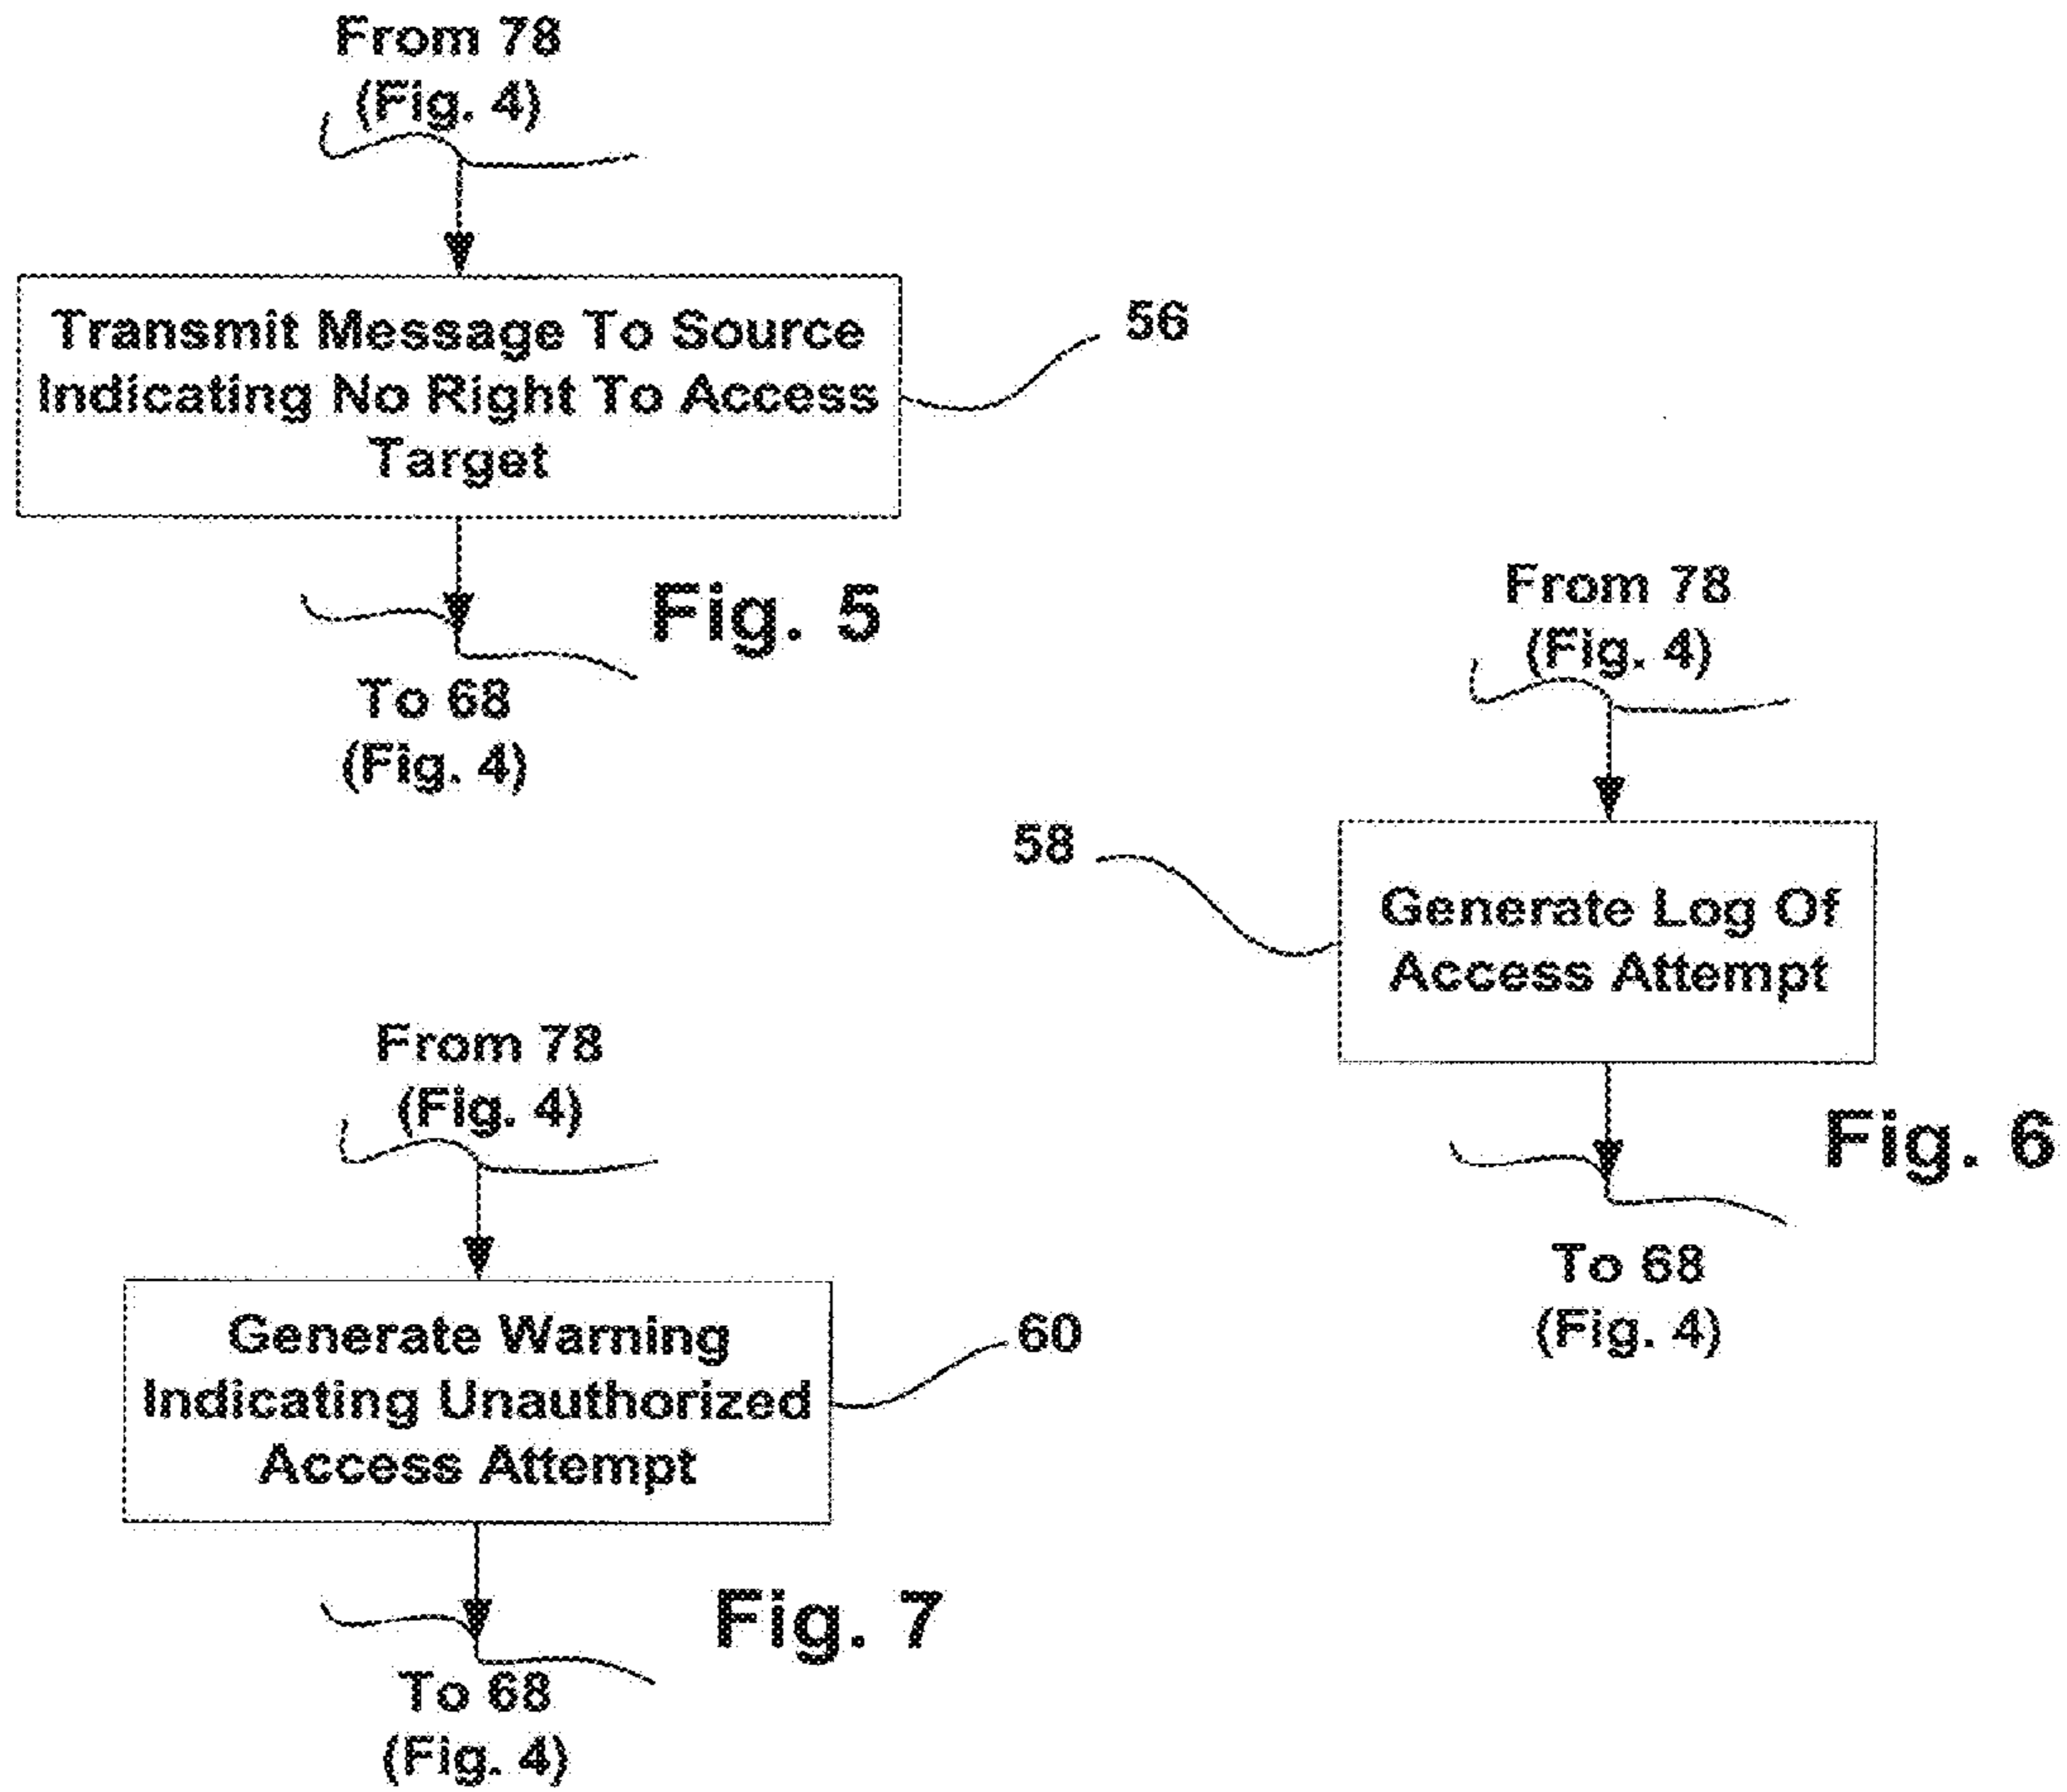 From 78
(Fig. 4)
Transmit Message To Source
Indicating No Right To Access
Target
56
Fig. 5
To 68
(Fig. 4)
From 78
(Fig. 4)
58
Generate Log Of
Access Attempt
Fig. 6
To 68
(Fig. 4)
From 78
(Fig. 4)
Generate Warning
Indicating Unauthorized
Access Attempt
60
Fig. 7
To 68
(Fig. 4)